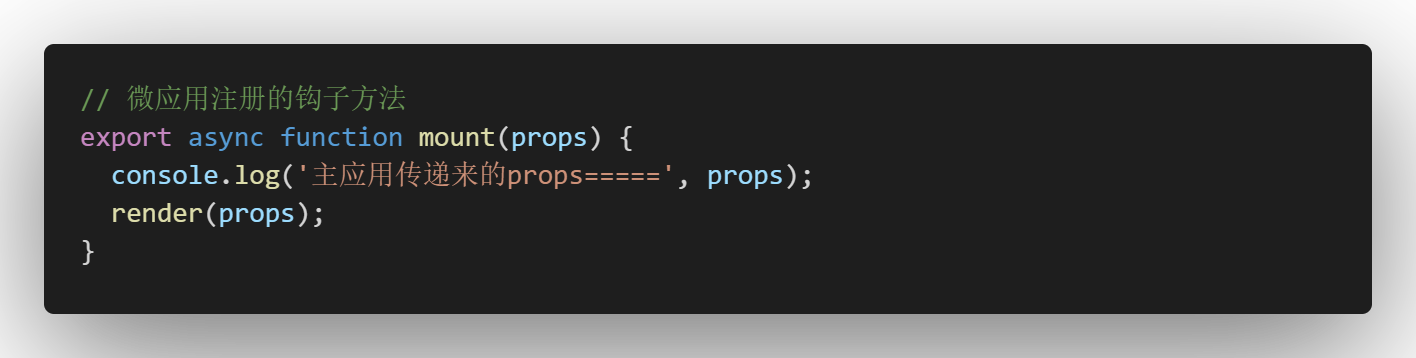 // 微应用注册的钩子方法
export async function mount(props) {
  console.log('主应用传递来的props=====', props);
  render(props);
}